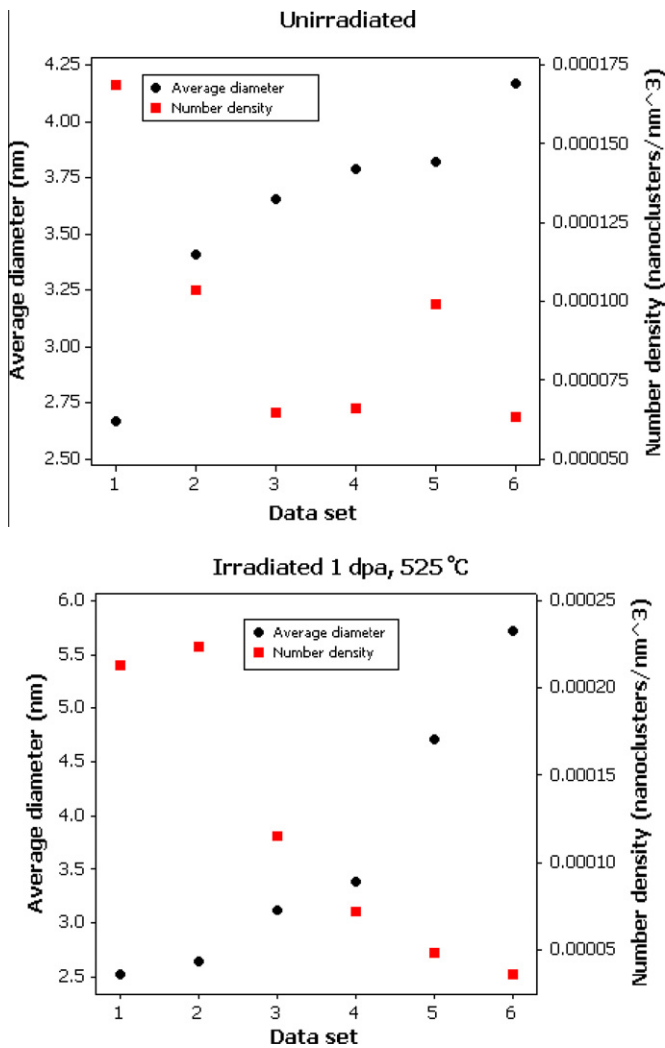 Unirradiated
Average diameter
Number density
4.25
4.00
3.75
3.50
3.25
3.00
2.75
2.50
Average diameter (nm)
0.000175
0.000150
0.000125
0.000100
0.000075
0.000050
Number density (nanoclusters/nm^3)
1 2 3 4 5 6
Data set
Irradiated 1 dpa, 525 °C
Average diameter
Number density
6.0
5.5
5.0
4.5
4.0
3.5
3.0
2.5
Average diameter (nm)
0.00025
0.00020
0.00015
0.00010
0.00005
Number density (nanoclusters/nm^3)
1 2 3 4 5 6
Data set